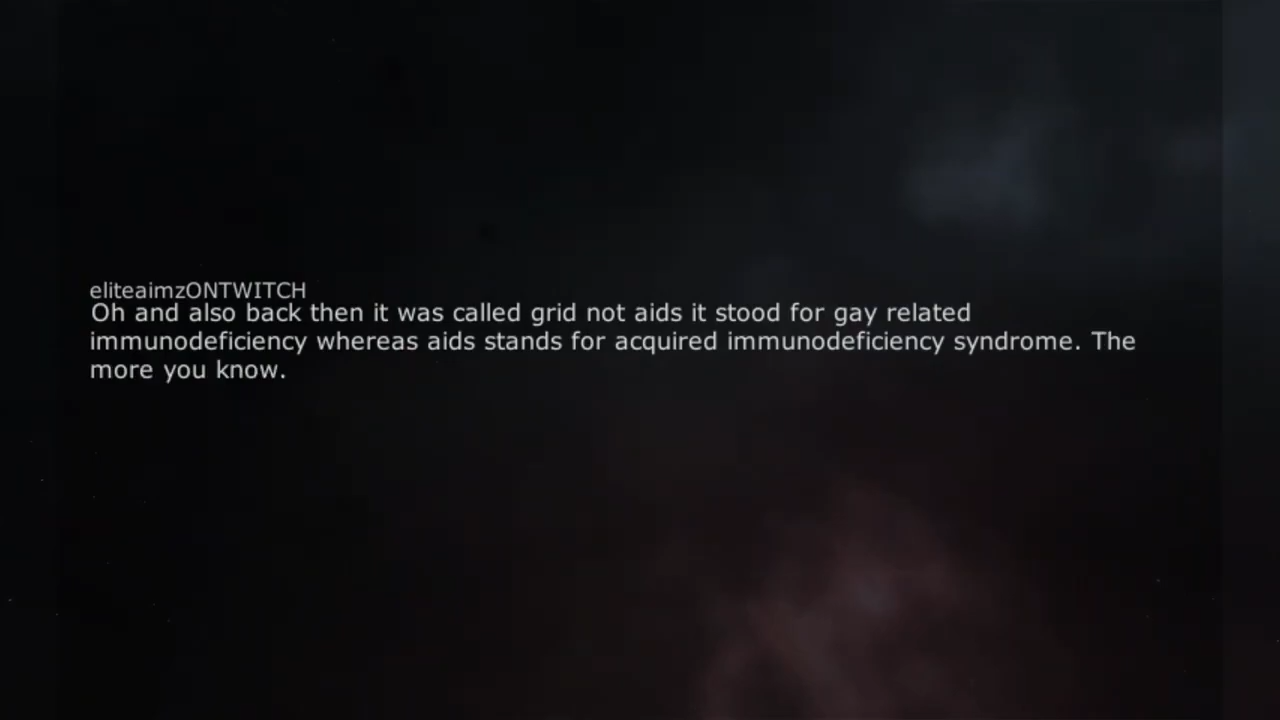 eliteaimzONTWITCH
Oh and also back then it was called grid not aids it stood for gay related
immunodeficiency whereas aids stands for acquired immunodeficiency syndrome. The
more you know.